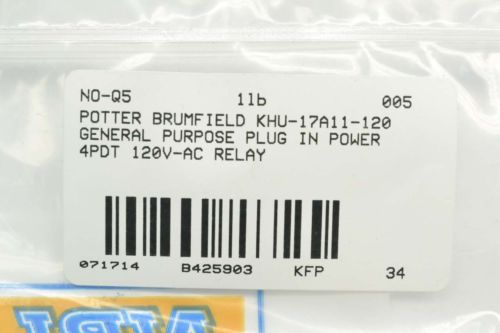 NO-Q5 1lb 005
POTTER BRUMFIELD KHU-17A11-120
GENERAL PURPOSE PLUG IN POWER
4PDT 120V-AC RELAY
071714 B425903 KFP 34